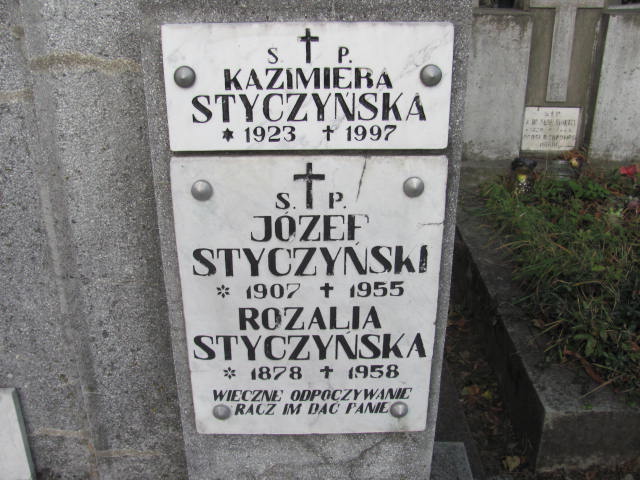 S. † P.
KAZIMIERA
STYCZYŃSKA
* 1923 † 1997
S. † P.
JÓZEF
STYCZYŃSKI
* 1907 † 1955
ROZALIA
STYCZYŃSKA
* 1878 † 1958
WIECZNE ODPOCZYWANIE
RACZ IM DAĆ PANIE